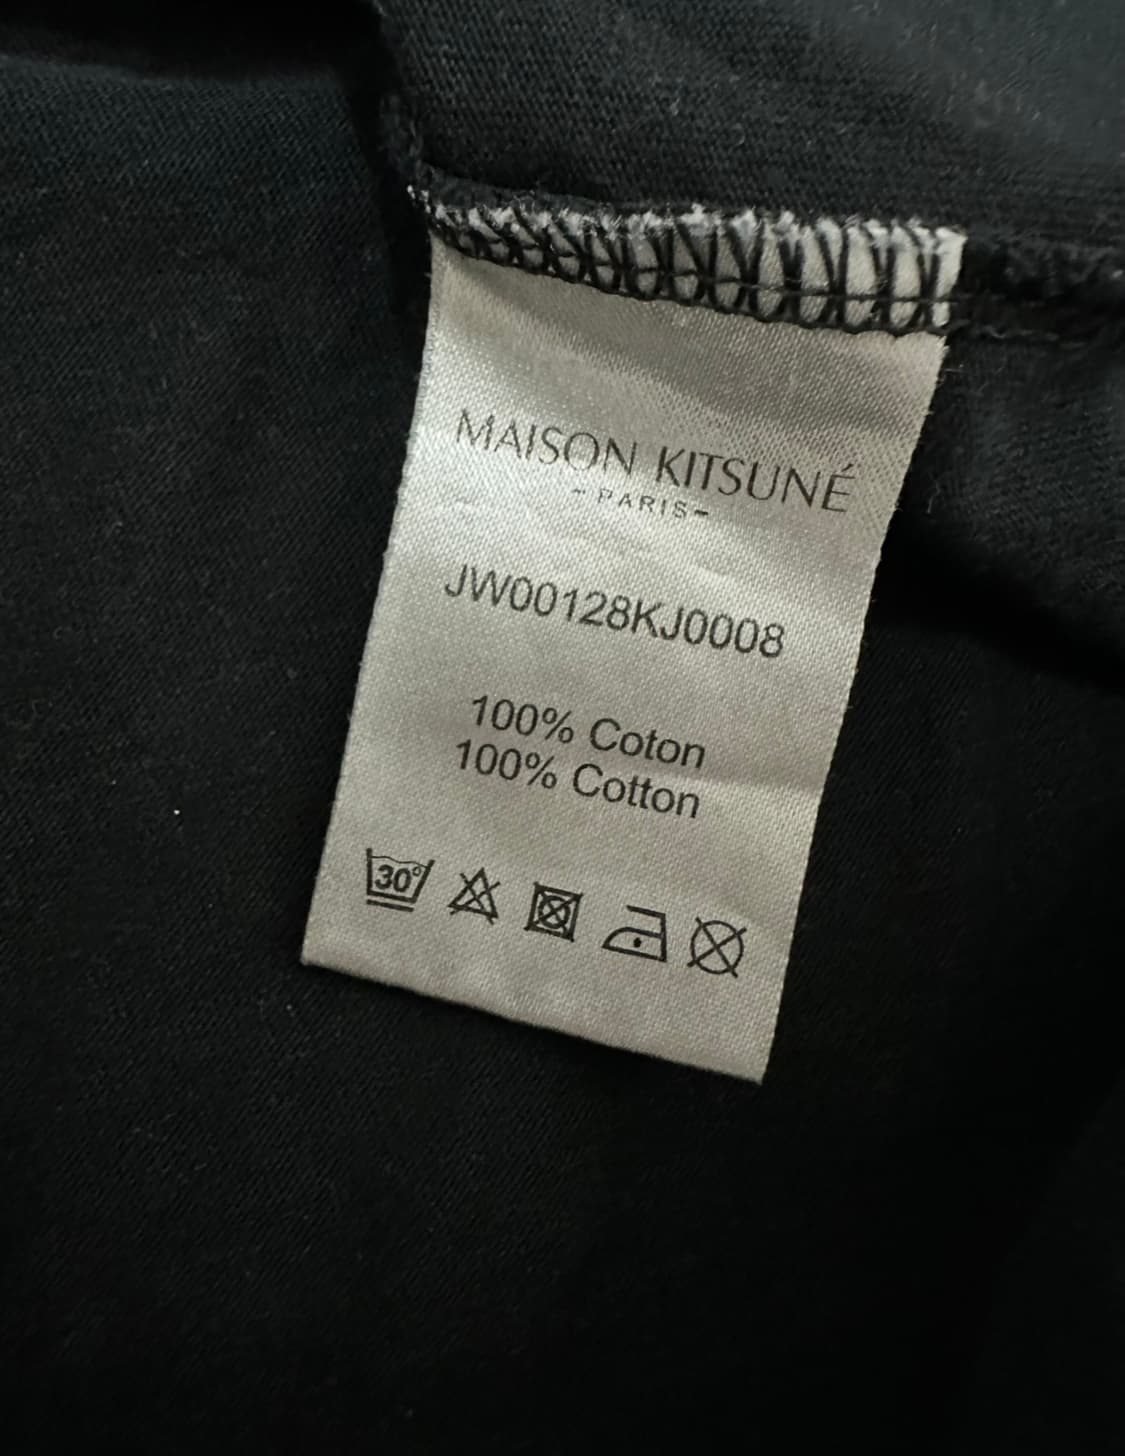 MAISON KITSUNÉ
- PARIS -
JW00128KJ0008
100% Coton
100% Cotton
30°